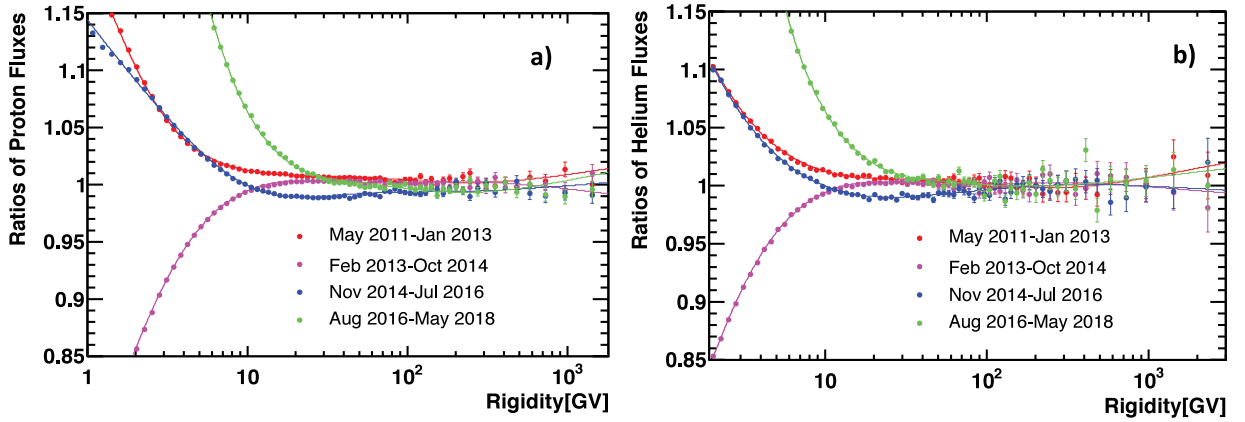 Ratios of Proton Fluxes
1.15
1.1
1.05
1
0.95
0.9
0.85
a)
May 2011-Jan 2013
Feb 2013-Oct 2014
Nov 2014-Jul 2016
Aug 2016-May 2018
1 10 10² 10³
Rigidity[GV]
Ratios of Helium Fluxes
1.15
1.1
1.05
1
0.95
0.9
0.85
b)
May 2011-Jan 2013
Feb 2013-Oct 2014
Nov 2014-Jul 2016
Aug 2016-May 2018
10 10² 10³
Rigidity[GV]